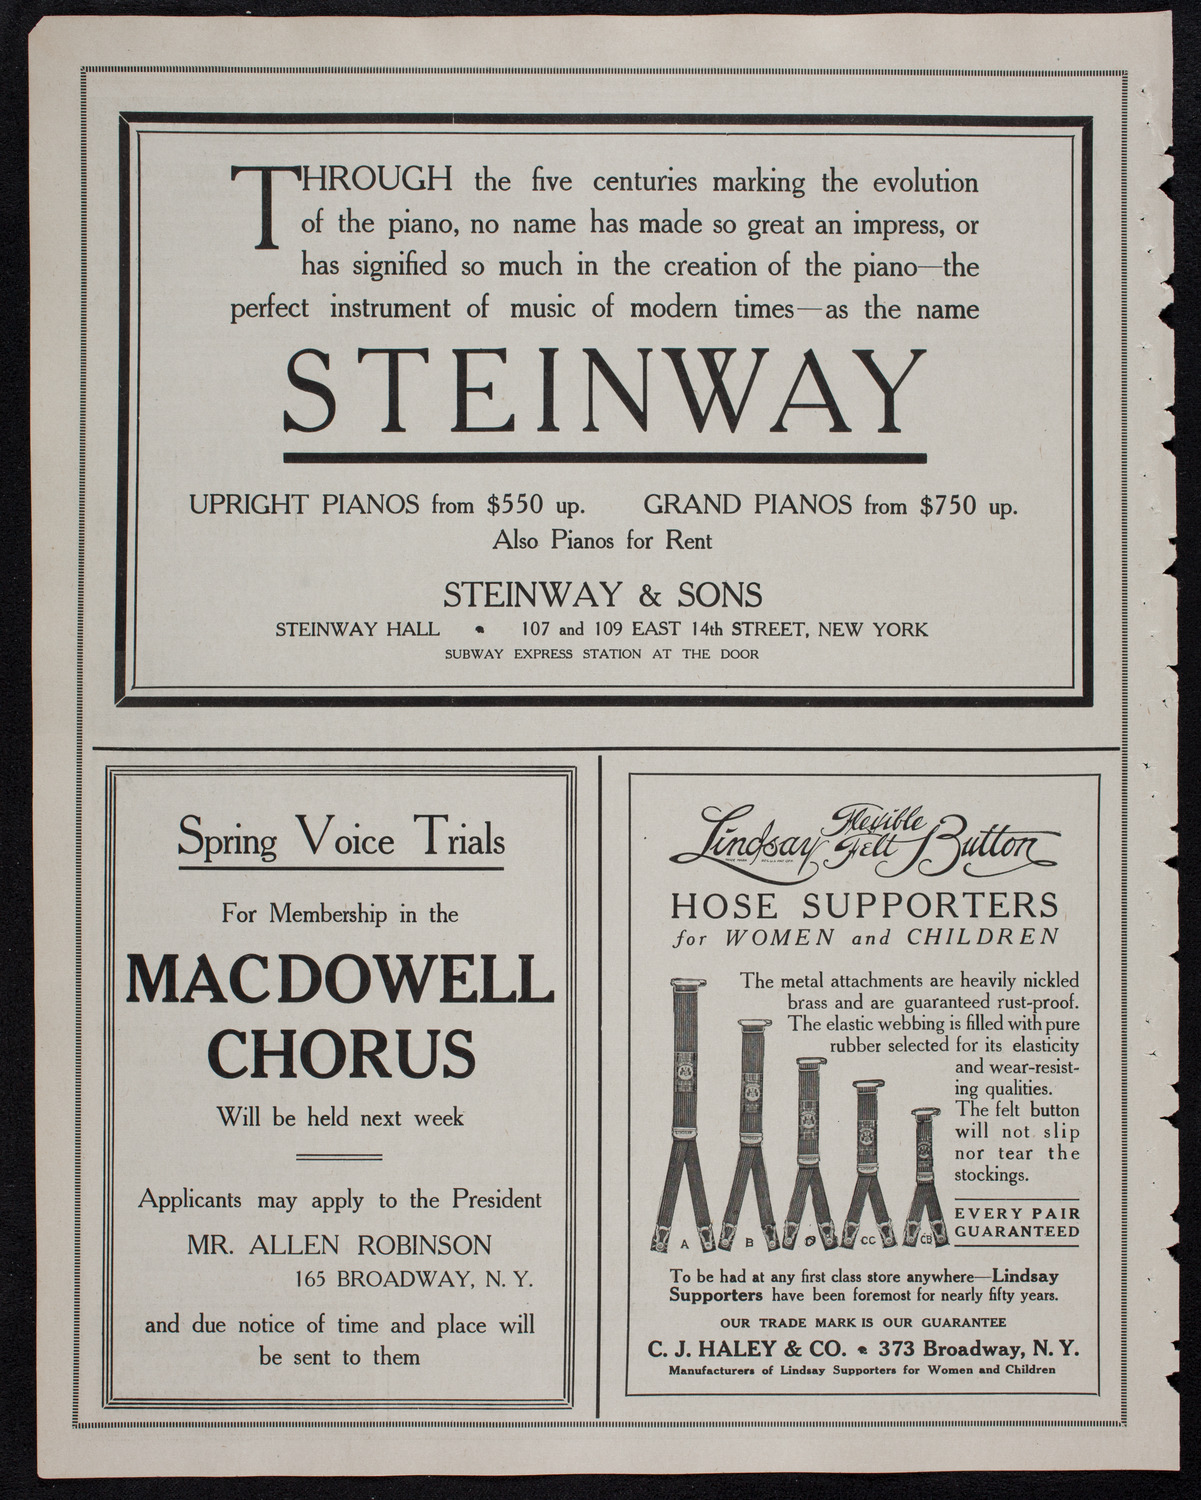 THROUGH the five centuries marking the evolution
of the piano, no name has made so great an impress, or
has signified so much in the creation of the piano—the
perfect instrument of music of modern times—as the name
STEINWAY
UPRIGHT PIANOS from $550 up. GRAND PIANOS from $750 up.
Also Pianos for Rent
STEINWAY & SONS
STEINWAY HALL 107 and 109 EAST 14th STREET, NEW YORK
SUBWAY EXPRESS STATION AT THE DOOR
Spring Voice Trials
For Membership in the
MACDOWELL
CHORUS
Will be held next week
Applicants may apply to the President
MR. ALLEN ROBINSON
165 BROADWAY, N. Y.
and due notice of time and place will
be sent to them
Lindsay Flexible Felt Button
HOSE SUPPORTERS
for WOMEN and CHILDREN
The metal attachments are heavily nickled
brass and are guaranteed rust-proof.
The elastic webbing is filled with pure
rubber selected for its elasticity
and wear-resist-
ing qualities.
The felt button
will not slip
nor tear the
stockings.
EVERY PAIR
GUARANTEED
A B D CC CB
To be had at any first class store anywhere—Lindsay
Supporters have been foremost for nearly fifty years.
OUR TRADE MARK IS OUR GUARANTEE
C. J. HALEY & CO. 373 Broadway, N. Y.
Manufacturers of Lindsay Supporters for Women and Children